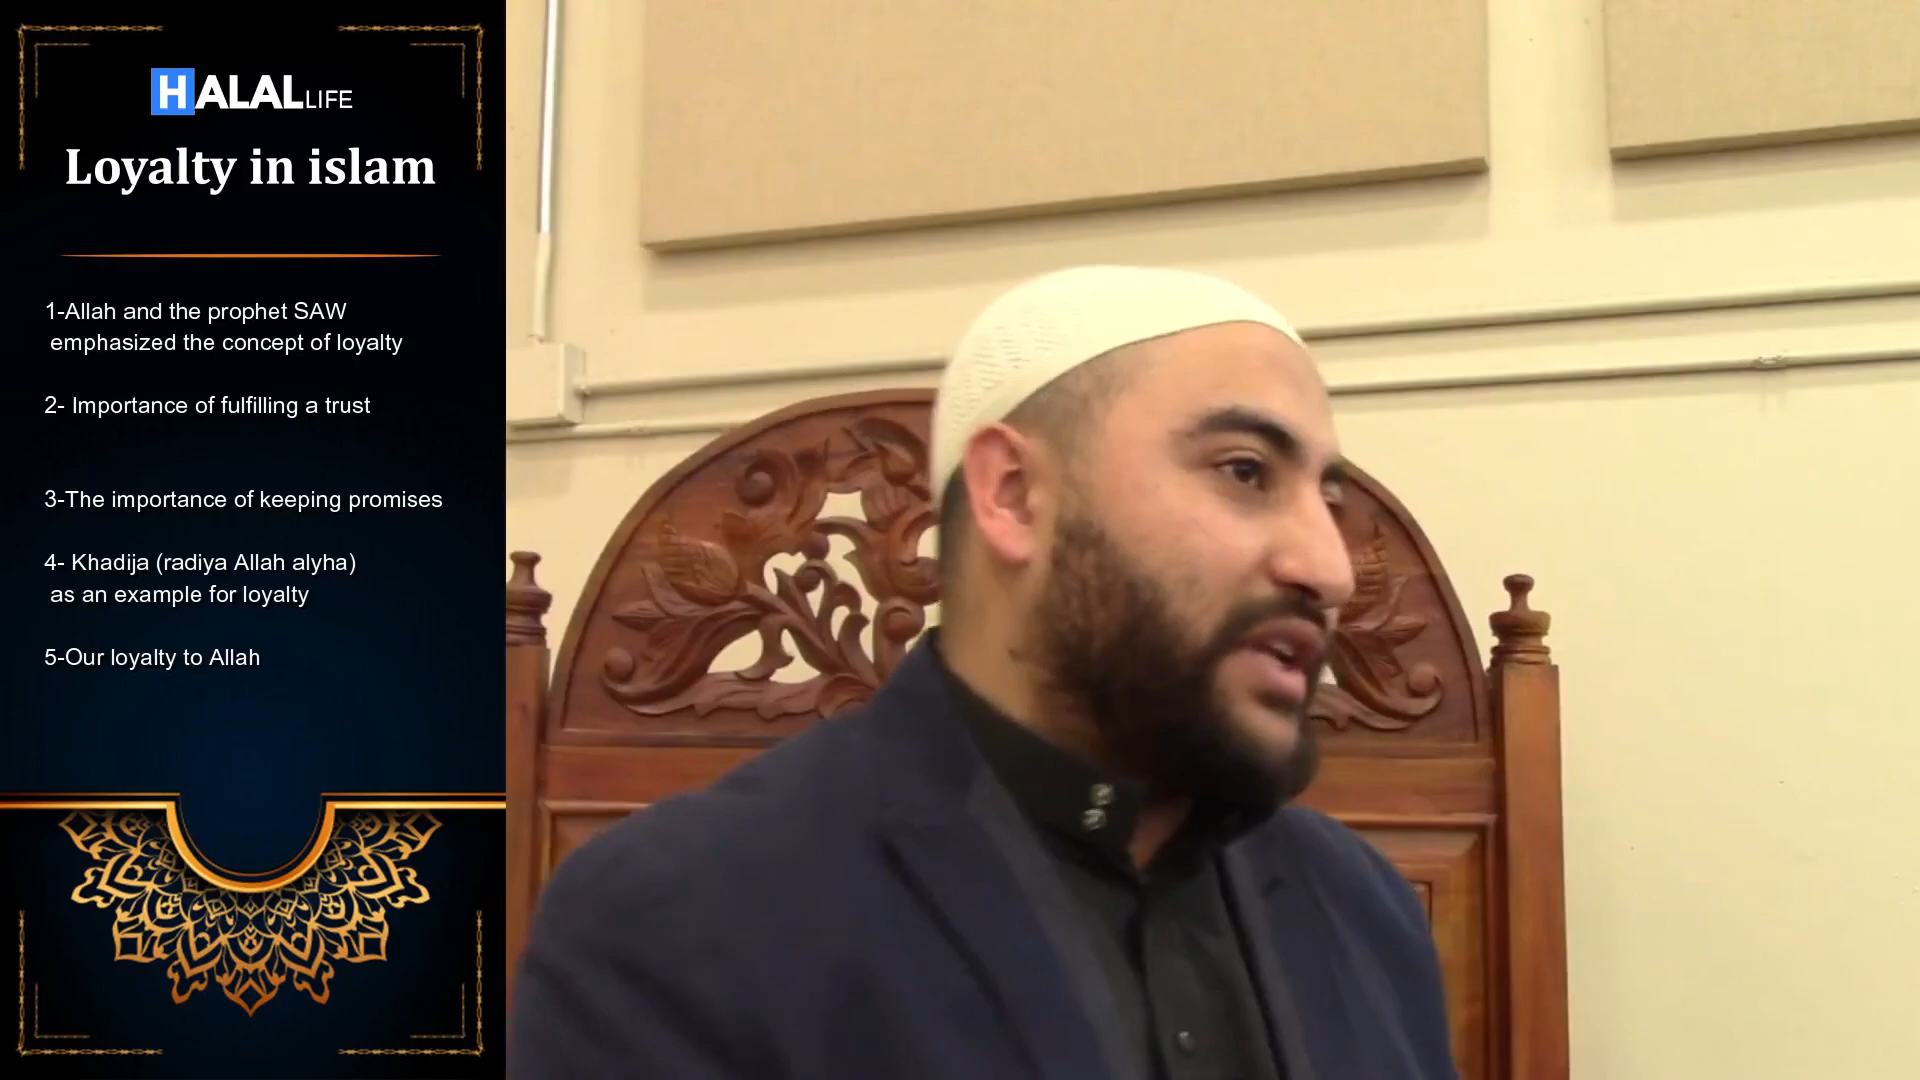 HALAL LIFE
Loyalty in islam
1-Allah and the prophet SAW
emphasized the concept of loyalty
2- Importance of fulfilling a trust
3-The importance of keeping promises
4- Khadija (radiya Allah alyha)
as an example for loyalty
5-Our loyalty to Allah